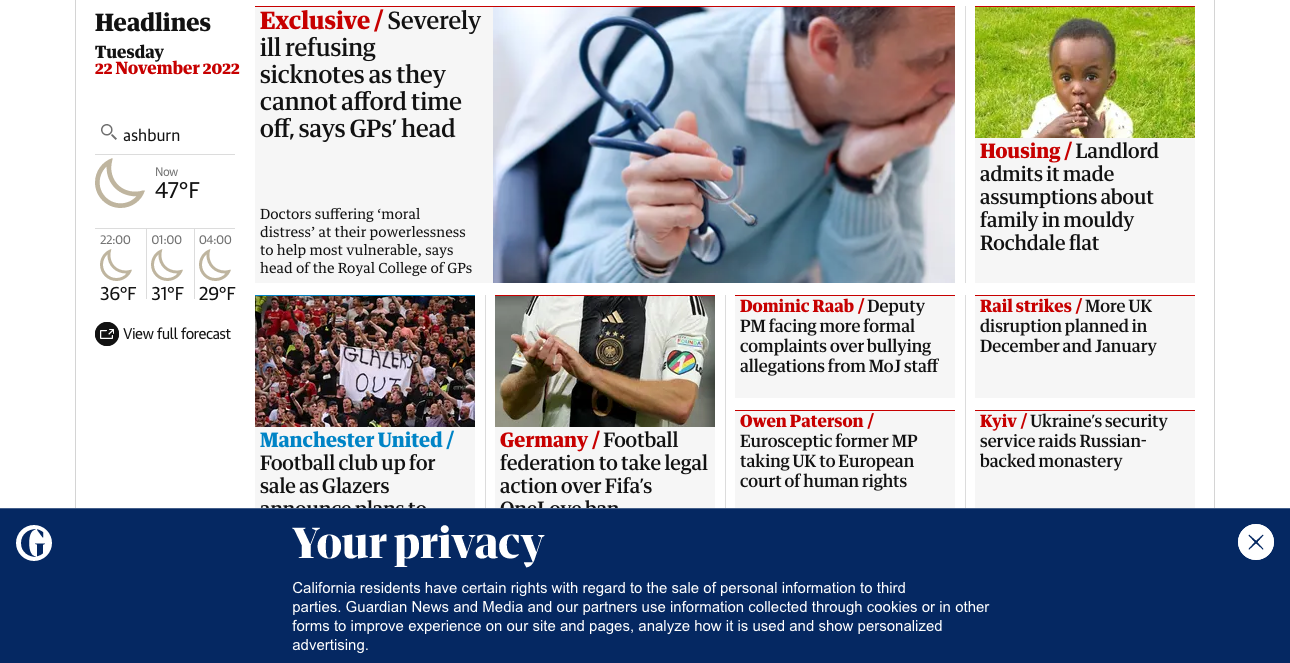 Headlines
Tuesday
22 November 2022
ashburn
Now
47°F
22:00
36°F
01:00
31°F
04:00
29°F
View full forecast
Exclusive / Severely
ill refusing
sicknotes as they
cannot afford time
off, says GPs’ head
Doctors suffering ‘moral
distress’ at their powerlessness
to help most vulnerable, says
head of the Royal College of GPs
Housing / Landlord
admits it made
assumptions about
family in mouldy
Rochdale flat
GLAZERS
OUT
Manchester United /
Football club up for
sale as Glazers
announce plans to
Germany / Football
federation to take legal
action over Fifa’s
OneLove ban
Dominic Raab / Deputy
PM facing more formal
complaints over bullying
allegations from MoJ staff
Rail strikes / More UK
disruption planned in
December and January
Owen Paterson /
Eurosceptic former MP
taking UK to European
court of human rights
Kyiv / Ukraine’s security
service raids Russian-
backed monastery
Your privacy
California residents have certain rights with regard to the sale of personal information to third
parties. Guardian News and Media and our partners use information collected through cookies or in other
forms to improve experience on our site and pages, analyze how it is used and show personalized
advertising.